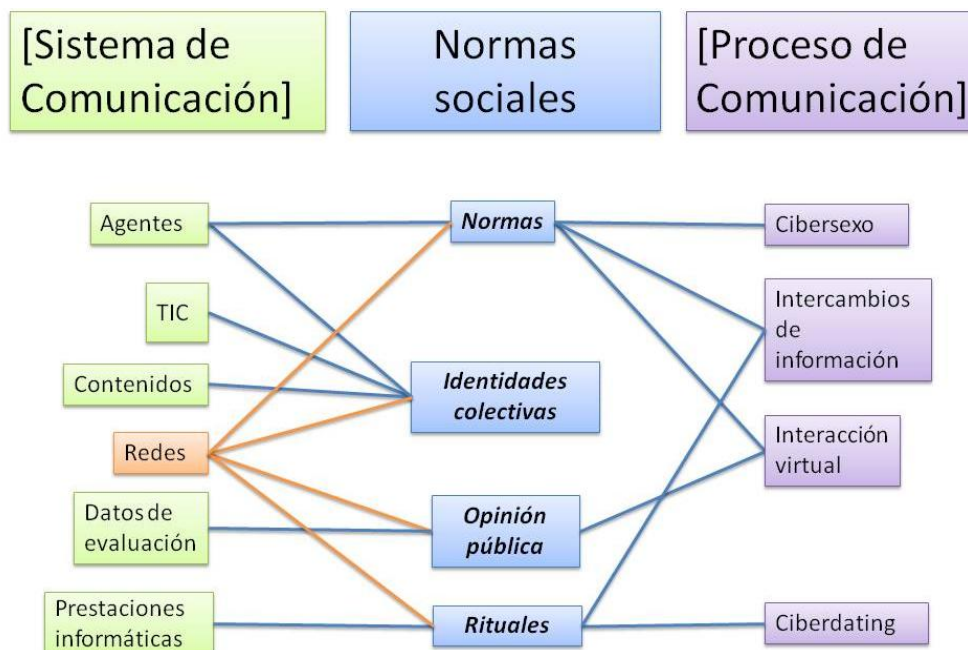 [Sistema de
Comunicación]
Normas
sociales
[Proceso de
Comunicación]
Agentes
TIC
Contenidos
Redes
Datos de
evaluación
Prestaciones
informáticas
Normas
Identidades
colectivas
Opinión
pública
Rituales
Cibersexo
Intercambios
de
información
Interacción
virtual
Ciberdating